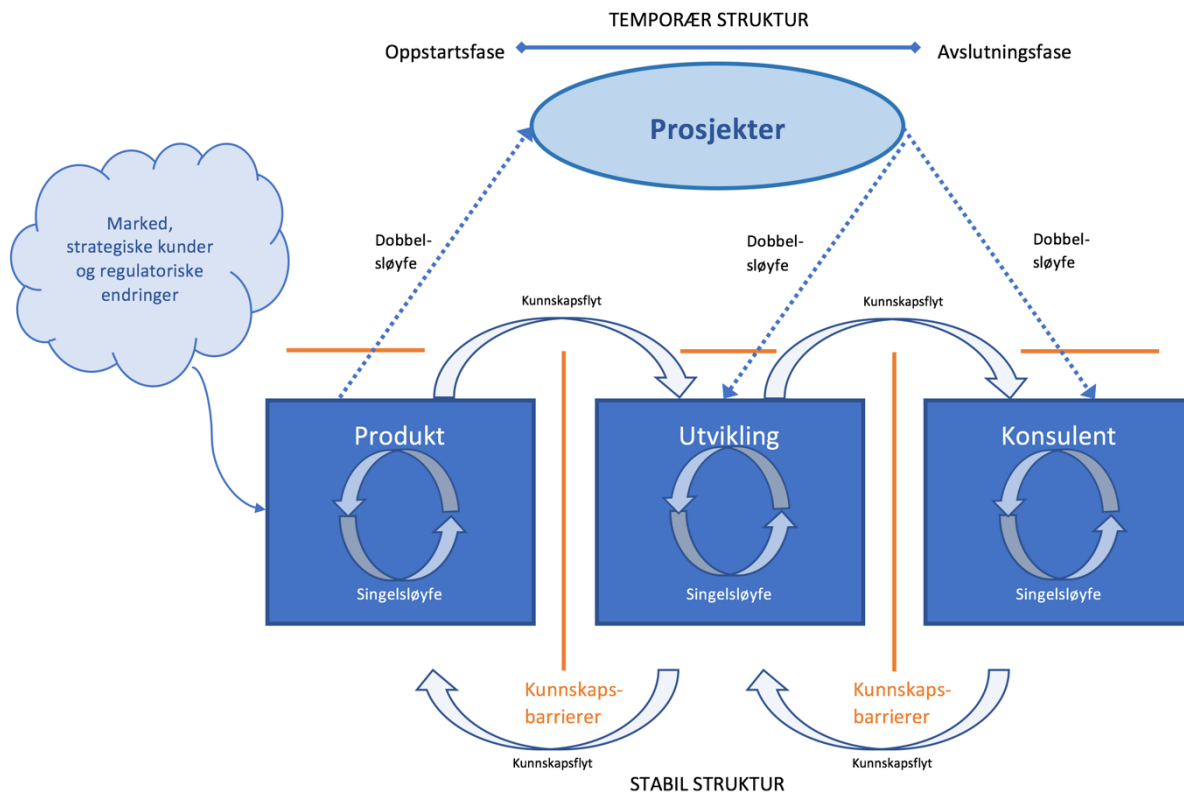 TEMPORÆR STRUKTUR
Oppstartsfase
Avslutningsfase
Prosjekter
Marked,
strategiske kunder
og regulatoriske
endringer
Dobbel-
sløyfe
Dobbel-
sløyfe
Dobbel-
sløyfe
Kunnskapsflyt
Kunnskapsflyt
Produkt
Singelsløyfe
Utvikling
Singelsløyfe
Konsulent
Singelsløyfe
Kunnskaps-
barrierer
Kunnskaps-
barrierer
Kunnskapsflyt
Kunnskapsflyt
STABIL STRUKTUR